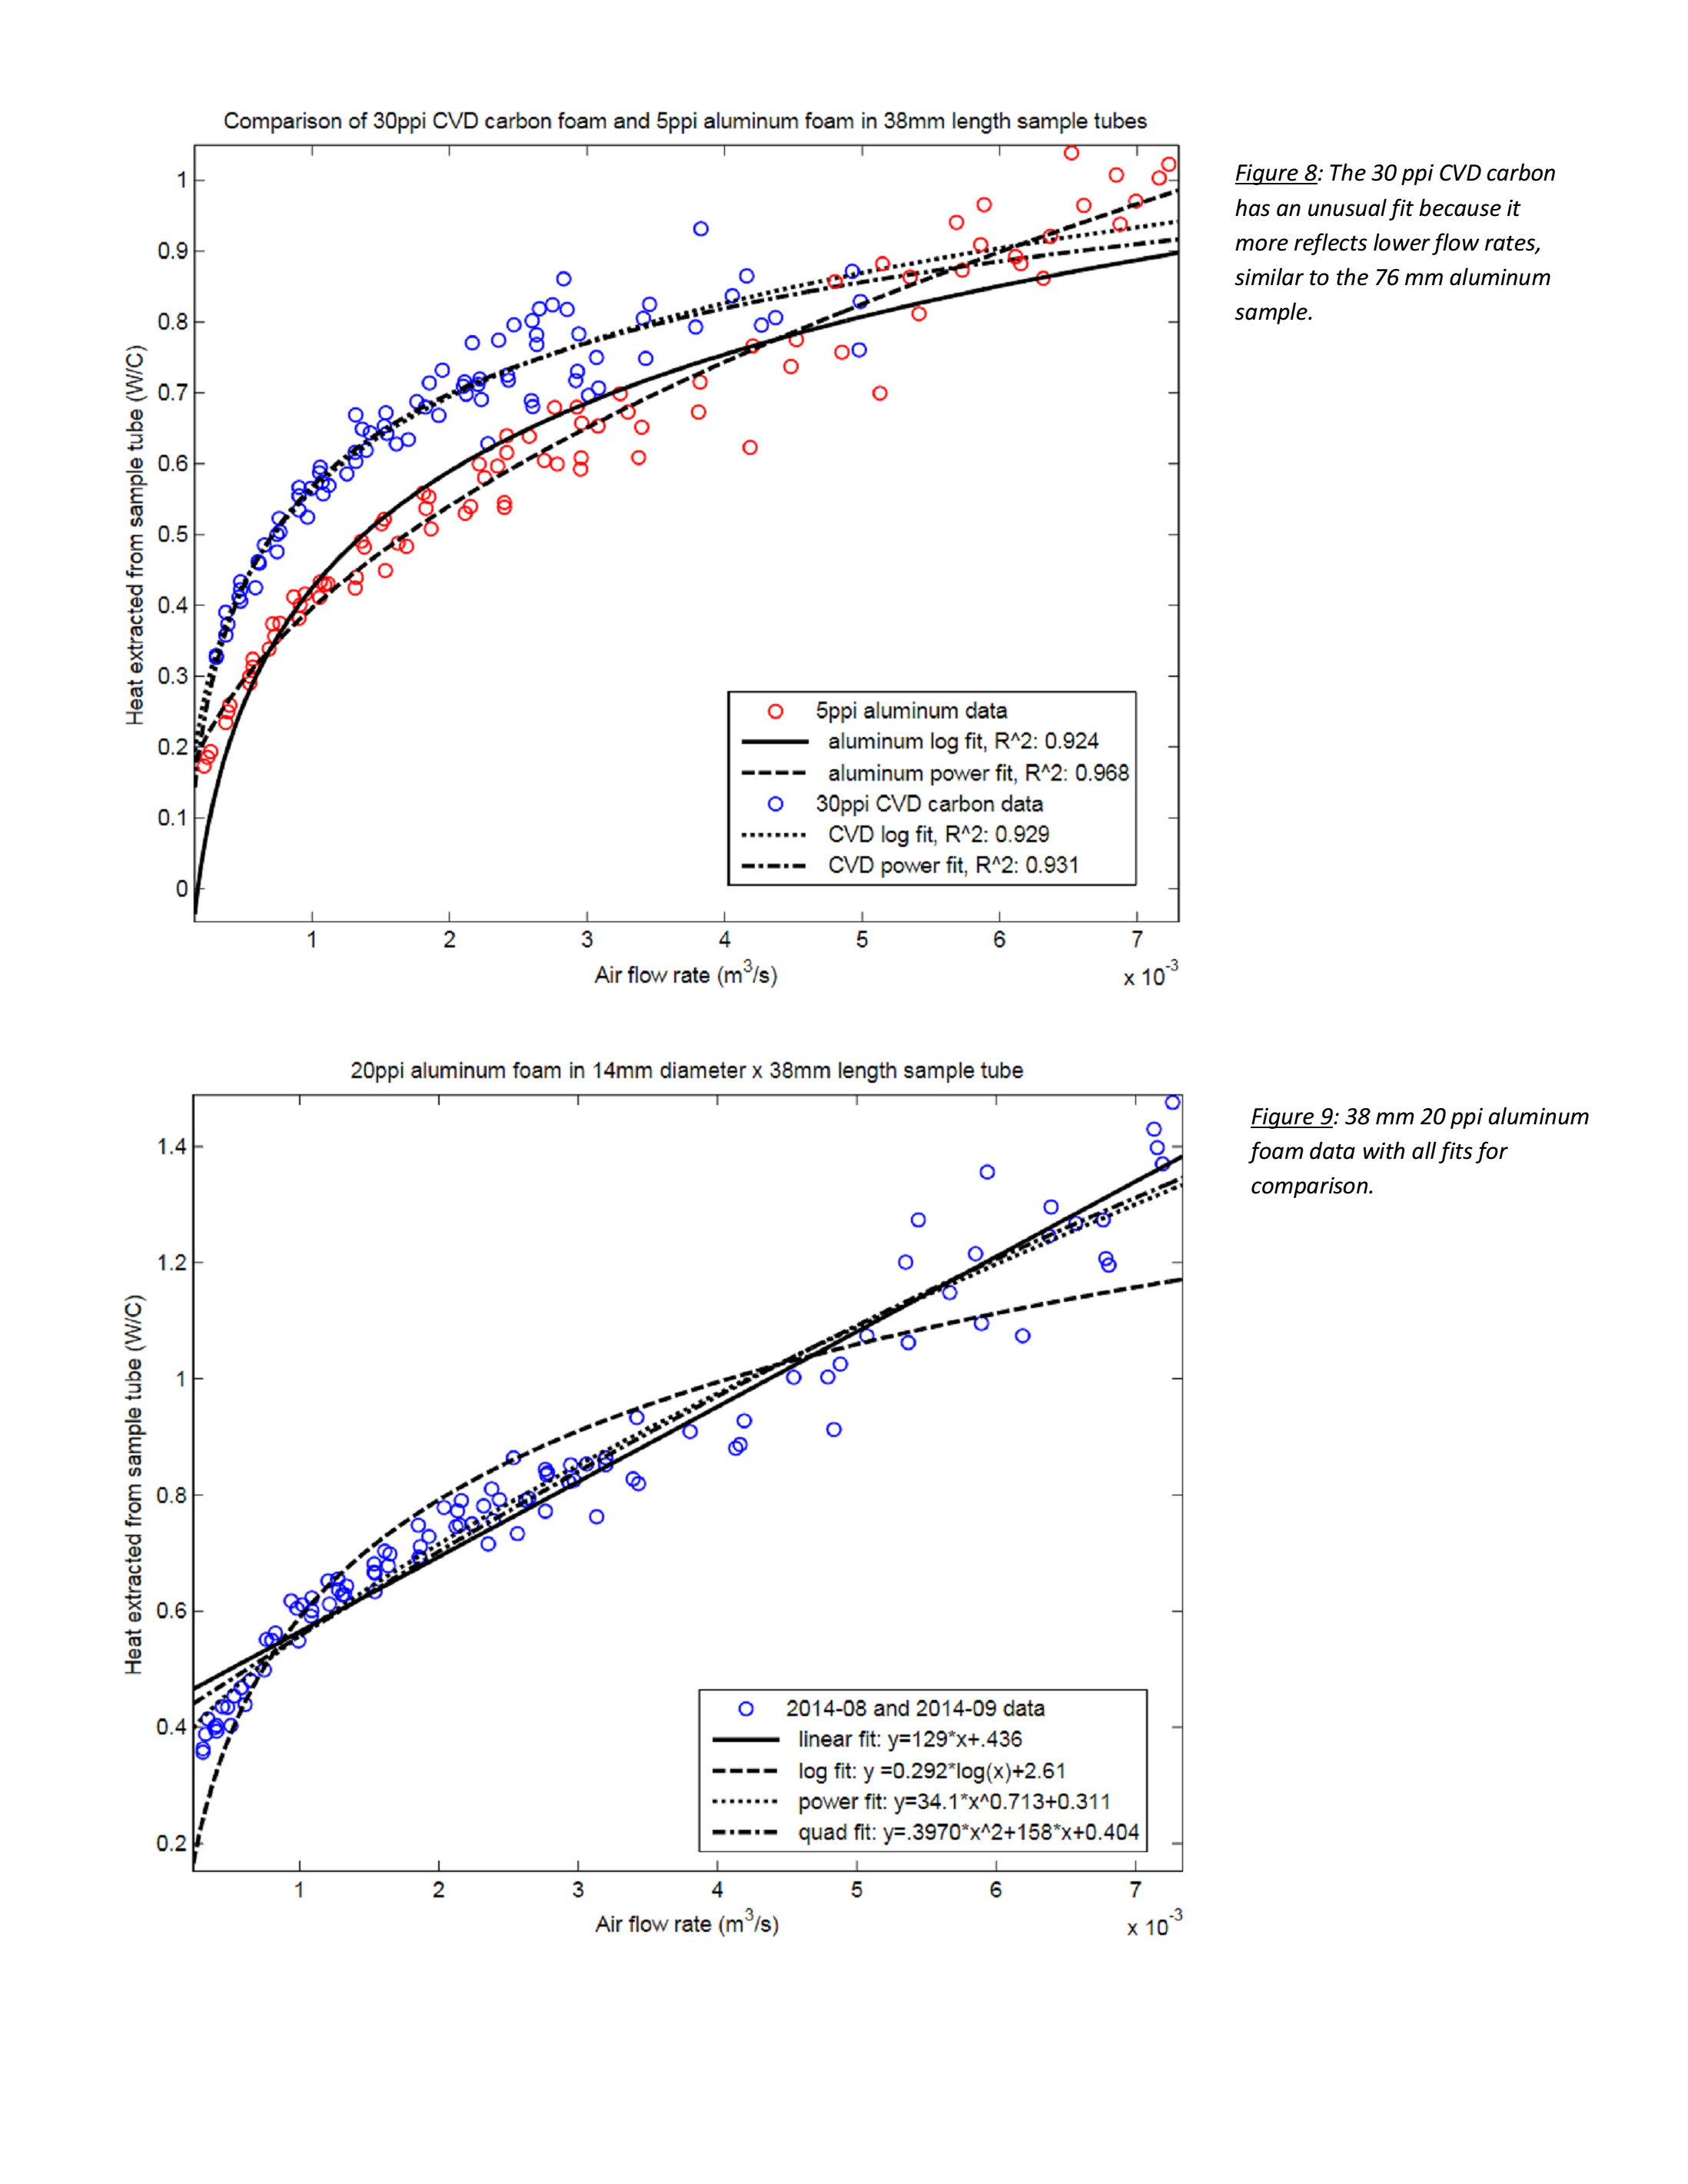 Comparison of 30ppi CVD carbon foam and 5ppi aluminum foam in 38mm length sample tubes
Heat extracted from sample tube (W/C)
1
0.9
0.8
0.7
0.6
0.5
0.4
0.3
0.2
0.1
0
5ppi aluminum data
aluminum log fit, R^2: 0.924
aluminum power fit, R^2: 0.968
30ppi CVD carbon data
CVD log fit, R^2: 0.929
CVD power fit, R^2: 0.931
1 2 3 4 5 6 7
Air flow rate (m^3/s)
x 10^-3
Figure 8: The 30 ppi CVD carbon
has an unusual fit because it
more reflects lower flow rates,
similar to the 76 mm aluminum
sample.
20ppi aluminum foam in 14mm diameter x 38mm length sample tube
Heat extracted from sample tube (W/C)
1.4
1.2
1
0.8
0.6
0.4
0.2
2014-08 and 2014-09 data
linear fit: y=129*x+.436
log fit: y =0.292*log(x)+2.61
power fit: y=34.1*x^0.713+0.311
quad fit: y=.3970*x^2+158*x+0.404
1 2 3 4 5 6 7
Air flow rate (m^3/s)
x 10^-3
Figure 9: 38 mm 20 ppi aluminum
foam data with all fits for
comparison.